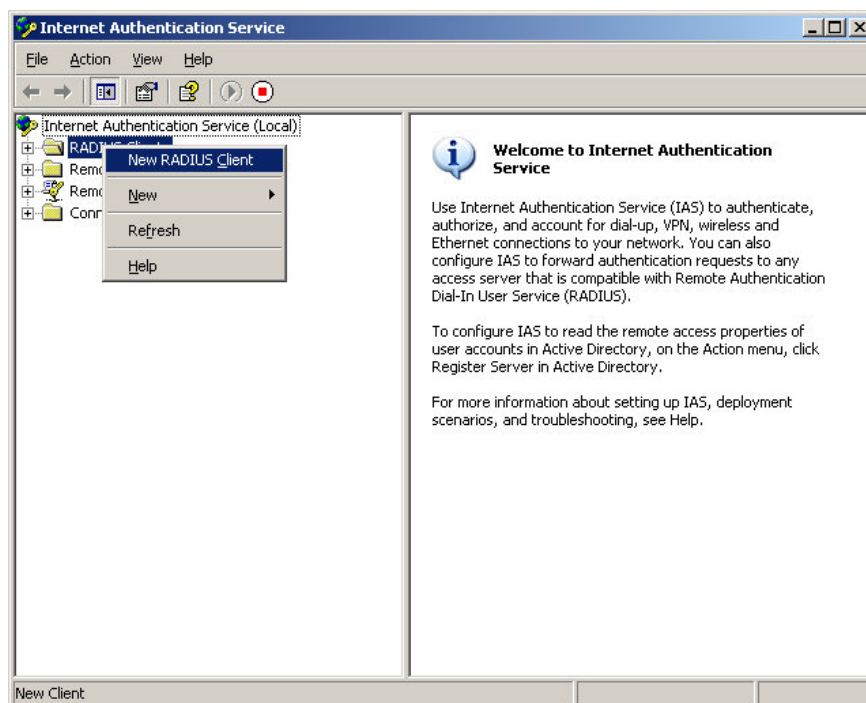 Internet Authentication Service
File Action View Help
Internet Authentication Service (Local)
RADIUS Client
Remo
Remo
Conn
New RADIUS Client
New
Refresh
Help
Welcome to Internet Authentication
Service
Use Internet Authentication Service (IAS) to authenticate,
authorize, and account for dial-up, VPN, wireless and
Ethernet connections to your network. You can also
configure IAS to forward authentication requests to any
access server that is compatible with Remote Authentication
Dial-In User Service (RADIUS).
To configure IAS to read the remote access properties of
user accounts in Active Directory, on the Action menu, click
Register Server in Active Directory.
For more information about setting up IAS, deployment
scenarios, and troubleshooting, see Help.
New Client